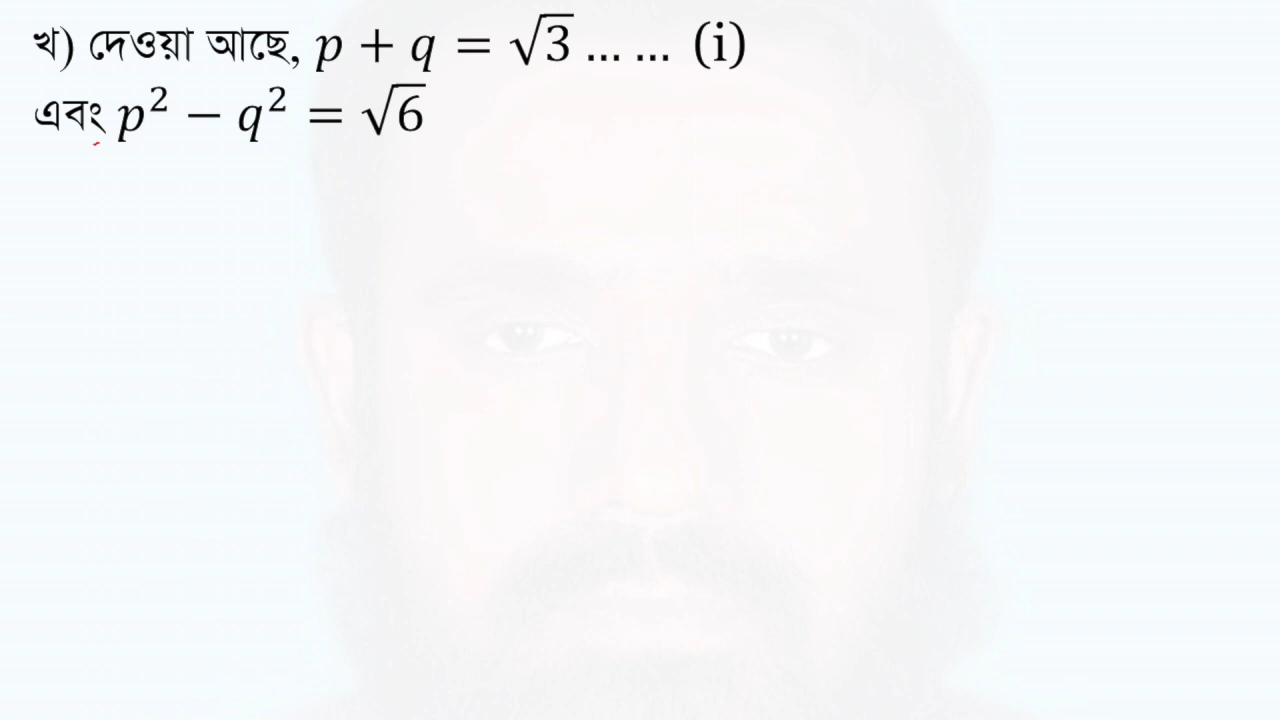 খ) দেওয়া আছে, p + q = √3 … … (i)
এবং p² − q² = √6